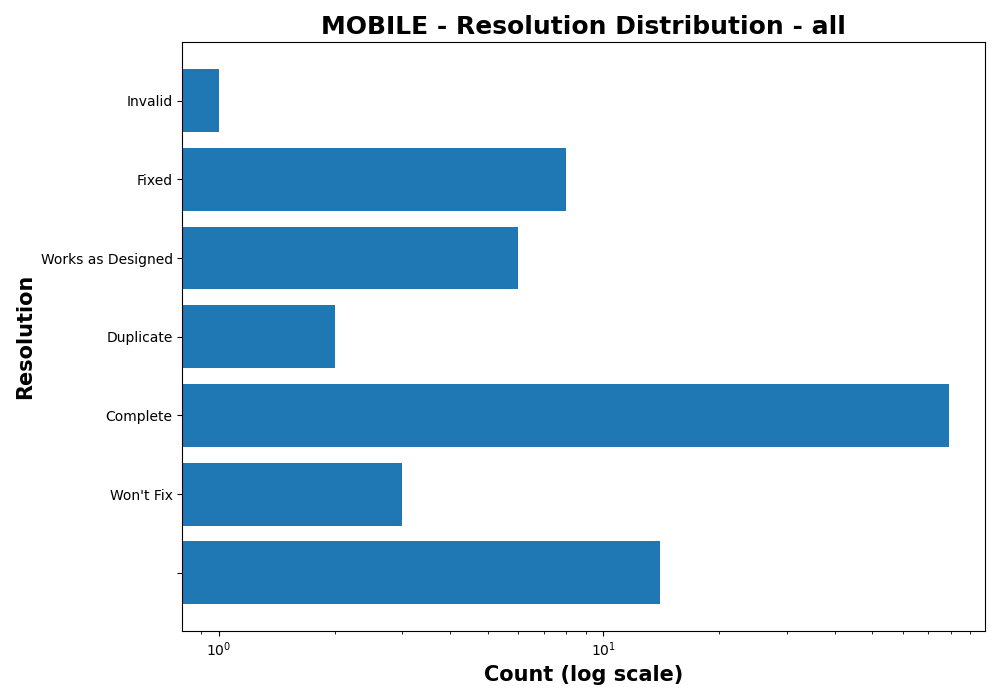 MOBILE - Resolution Distribution - all
Invalid
Fixed
Works as Designed
Duplicate
Complete
Won't Fix
Resolution
10⁰
10¹
Count (log scale)